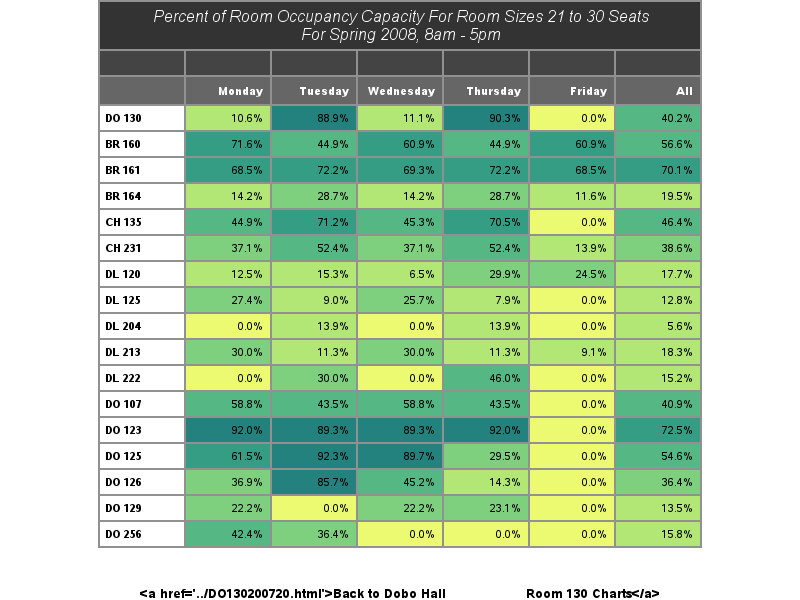 Percent of Room Occupancy Capacity For Room Sizes 21 to 30 Seats
For Spring 2008, 8am - 5pm
Monday Tuesday Wednesday Thursday Friday All
DO 130 10.6% 88.9% 11.1% 90.3% 0.0% 40.2%
BR 160 71.6% 44.9% 60.9% 44.9% 60.9% 56.6%
BR 161 68.5% 72.2% 69.3% 72.2% 68.5% 70.1%
BR 164 14.2% 28.7% 14.2% 28.7% 11.6% 19.5%
CH 135 44.9% 71.2% 45.3% 70.5% 0.0% 46.4%
CH 231 37.1% 52.4% 37.1% 52.4% 13.9% 38.6%
DL 120 12.5% 15.3% 6.5% 29.9% 24.5% 17.7%
DL 125 27.4% 9.0% 25.7% 7.9% 0.0% 12.8%
DL 204 0.0% 13.9% 0.0% 13.9% 0.0% 5.6%
DL 213 30.0% 11.3% 30.0% 11.3% 9.1% 18.3%
DL 222 0.0% 30.0% 0.0% 46.0% 0.0% 15.2%
DO 107 58.8% 43.5% 58.8% 43.5% 0.0% 40.9%
DO 123 92.0% 89.3% 89.3% 92.0% 0.0% 72.5%
DO 125 61.5% 92.3% 89.7% 29.5% 0.0% 54.6%
DO 126 36.9% 85.7% 45.2% 14.3% 0.0% 36.4%
DO 129 22.2% 0.0% 22.2% 23.1% 0.0% 13.5%
DO 256 42.4% 36.4% 0.0% 0.0% 0.0% 15.8%
<a href='../DO130200720.html'>Back to Dobo Hall Room 130 Charts</a>